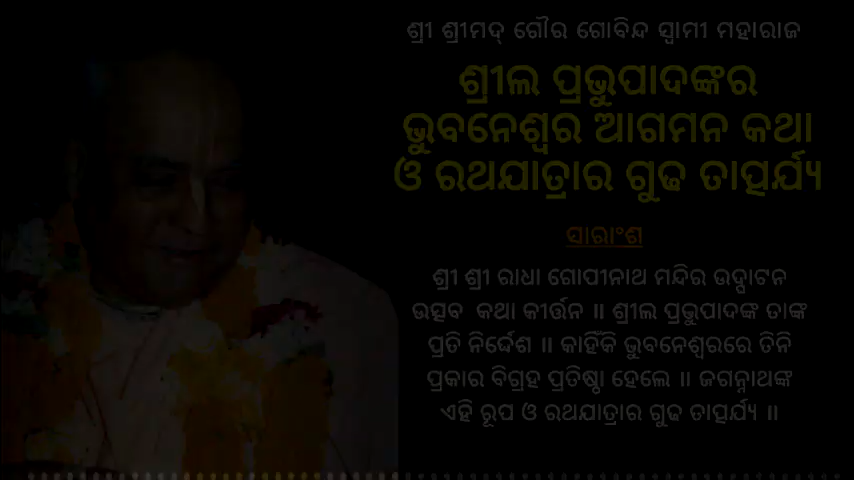 ଶ୍ରୀ ଶ୍ରୀମଦ୍ ଗୌର ଗୋବିନ୍ଦ ସ୍ୱାମୀ ମହାରାଜ
ଶ୍ରୀଲ ପ୍ରଭୁପାଦଙ୍କର
ଭୁବନେଶ୍ୱର ଆଗମନ କଥା
ଓ ରଥଯାତ୍ରାର ଗୁଢ ତାତ୍ପର୍ଯ୍ୟ
ସାରାଂଶ
ଶ୍ରୀ ଶ୍ରୀ ରାଧା ଗୋପୀନାଥ ମନ୍ଦିର ଉଦ୍ଘାଟନ
ଉତ୍ସବ କଥା କୀର୍ତ୍ତନ ॥ ଶ୍ରୀଲ ପ୍ରଭୁପାଦଙ୍କ ତାଙ୍କ
ପ୍ରତି ନିର୍ଦ୍ଦେଶ ॥ କାହିଁକି ଭୁବନେଶ୍ୱରରେ ତିନି
ପ୍ରକାର ବିଗ୍ରହ ପ୍ରତିଷ୍ଠା ହେଲେ ॥ ଜଗନ୍ନାଥଙ୍କ
ଏହି ରୂପ ଓ ରଥଯାତ୍ରାର ଗୁଢ ତାତ୍ପର୍ଯ୍ୟ ॥